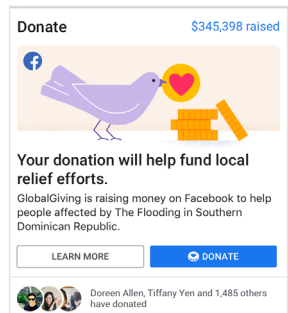 Donate $345,398 raised
Your donation will help fund local
relief efforts.
GlobalGiving is raising money on Facebook to help
people affected by The Flooding in Southern
Dominican Republic.
LEARN MORE DONATE
Doreen Allen, Tiffany Yen and 1,485 others
have donated